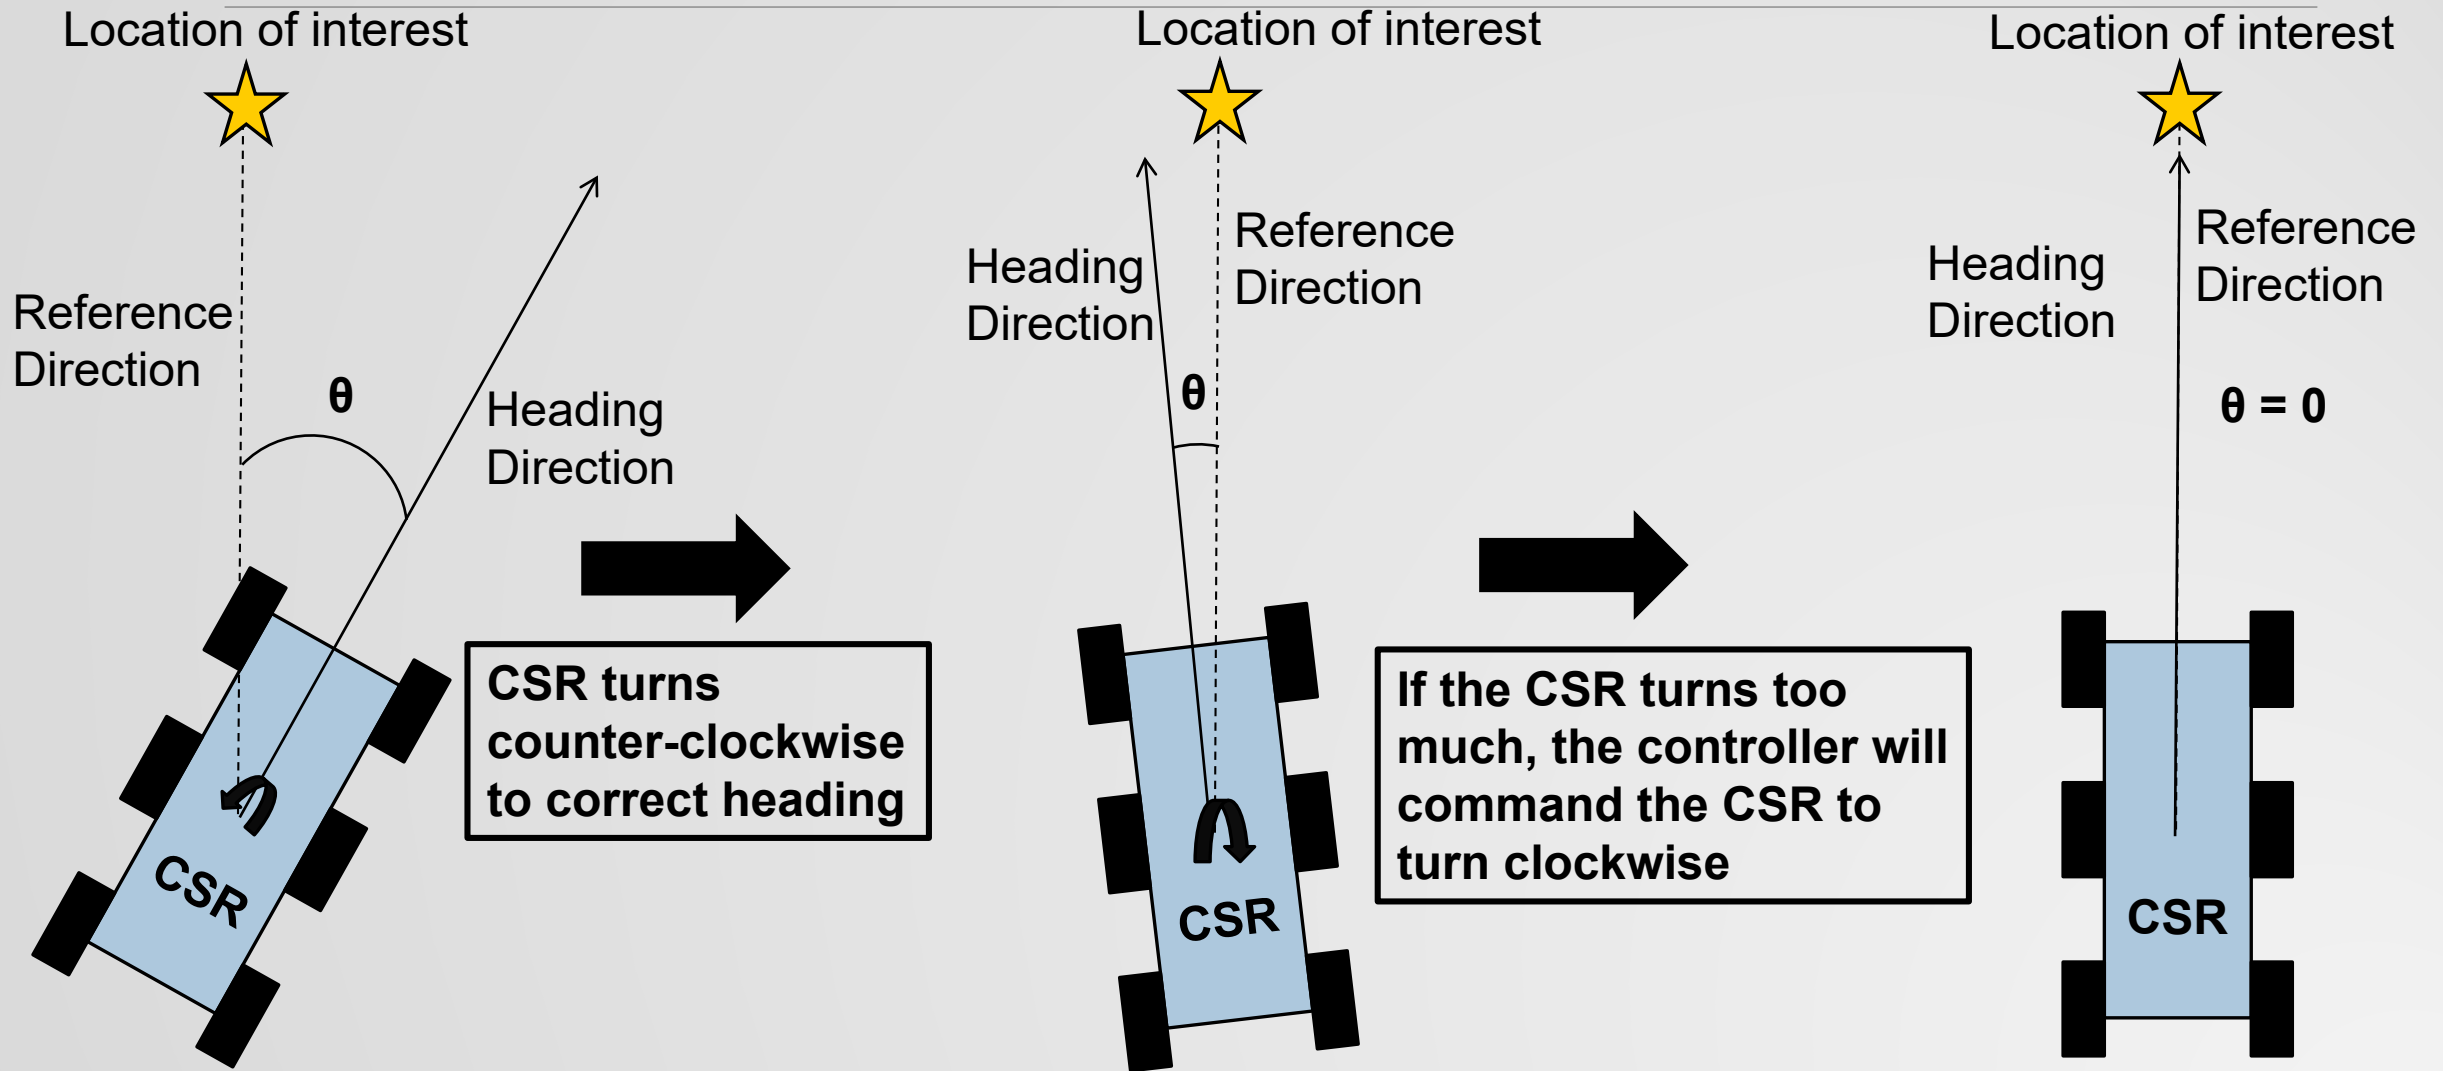 Location of interest
Reference
Direction
θ
Heading
Direction
CSR
CSR turns
counter-clockwise
to correct heading
Location of interest
Heading
Direction
Reference
Direction
θ
CSR
If the CSR turns too
much, the controller will
command the CSR to
turn clockwise
Location of interest
Heading
Direction
Reference
Direction
θ = 0
CSR